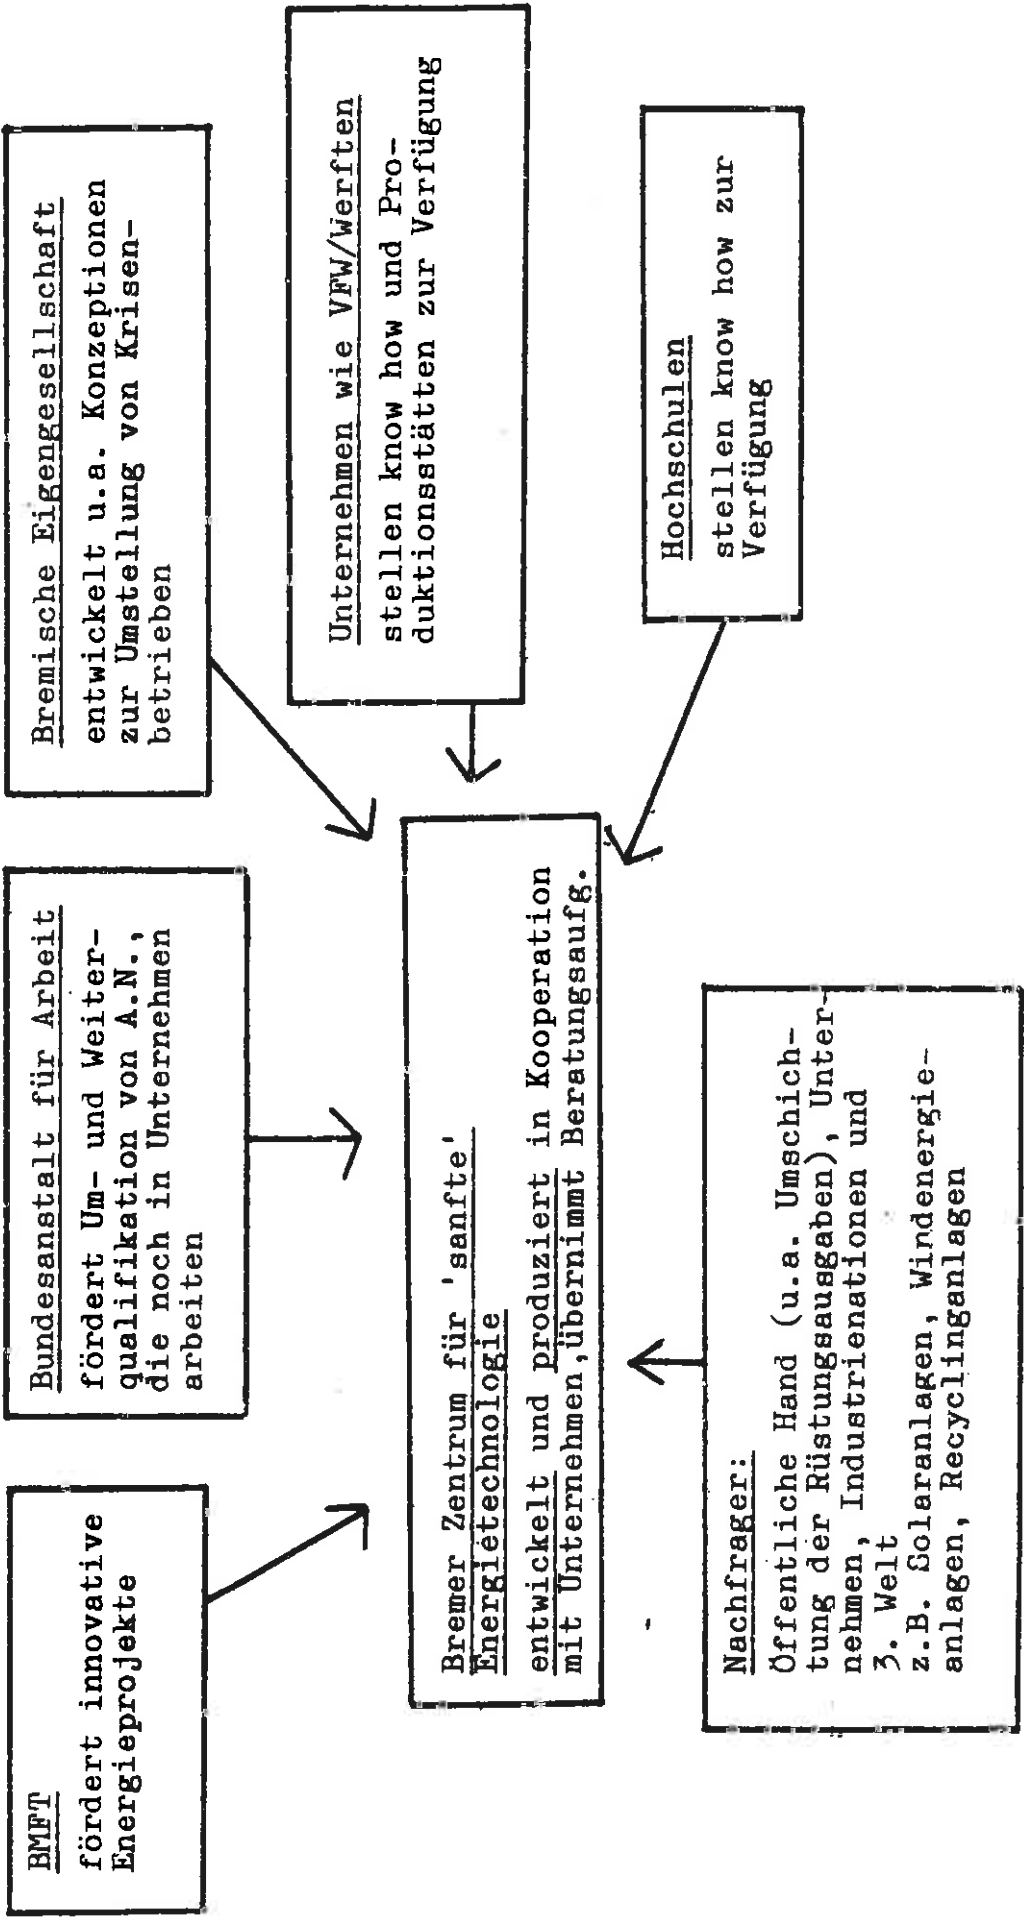 BMFT
fördert innovative
Energieprojekte
Bundesanstalt für Arbeit
fördert Um- und Weiter-
qualifikation von A.N.,
die noch in Unternehmen
arbeiten
Bremische Eigengesellschaft
entwickelt u.a. Konzeptionen
zur Umstellung von Krisen-
betrieben
Unternehmen wie VFW/Werften
stellen know how und Pro-
duktionsstätten zur Verfügung
Bremer Zentrum für 'sanfte'
Energietechnologie
entwickelt und produziert in Kooperation
mit Unternehmen,übernimmt Beratungsaufg.
Hochschulen
stellen know how zur
Verfügung
Nachfrager:
Öffentliche Hand (u.a. Umschich-
tung der Rüstungsausgaben), Unter-
nehmen, Industrienationen und
3. Welt
z.B. Solaranlagen, Windenergie-
anlagen, Recyclinganlagen